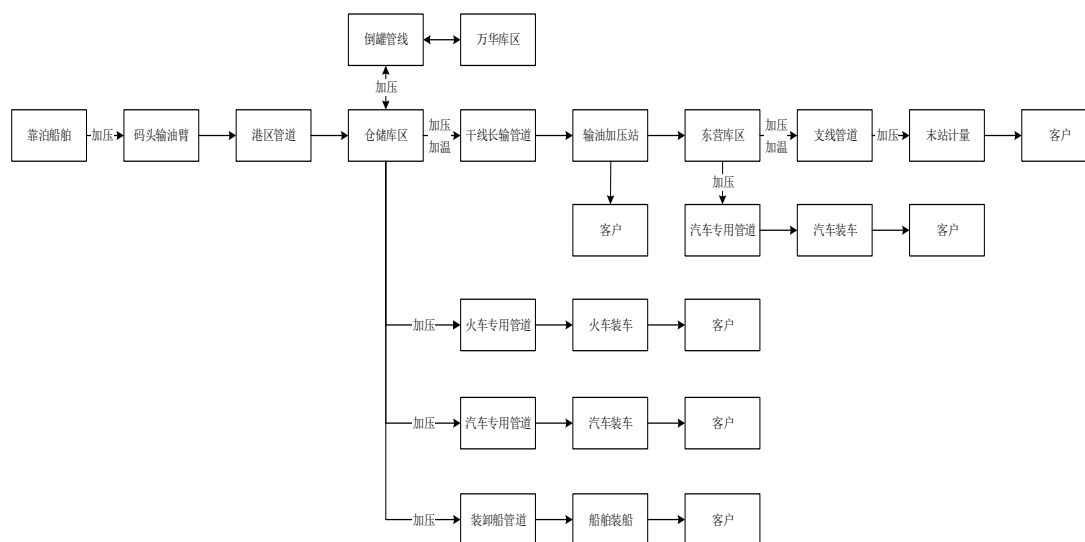 倒罐管线
万华库区
加压
靠泊船舶
加压
码头输油臂
港区管道
仓储库区
加压
加温
干线长输管道
输油加压站
东营库区
加压
加温
支线管道
加压
末站计量
客户
加压
客户
汽车专用管道
汽车装车
客户
加压
火车专用管道
火车装车
客户
加压
汽车专用管道
汽车装车
客户
加压
装卸船管道
船舶装船
客户